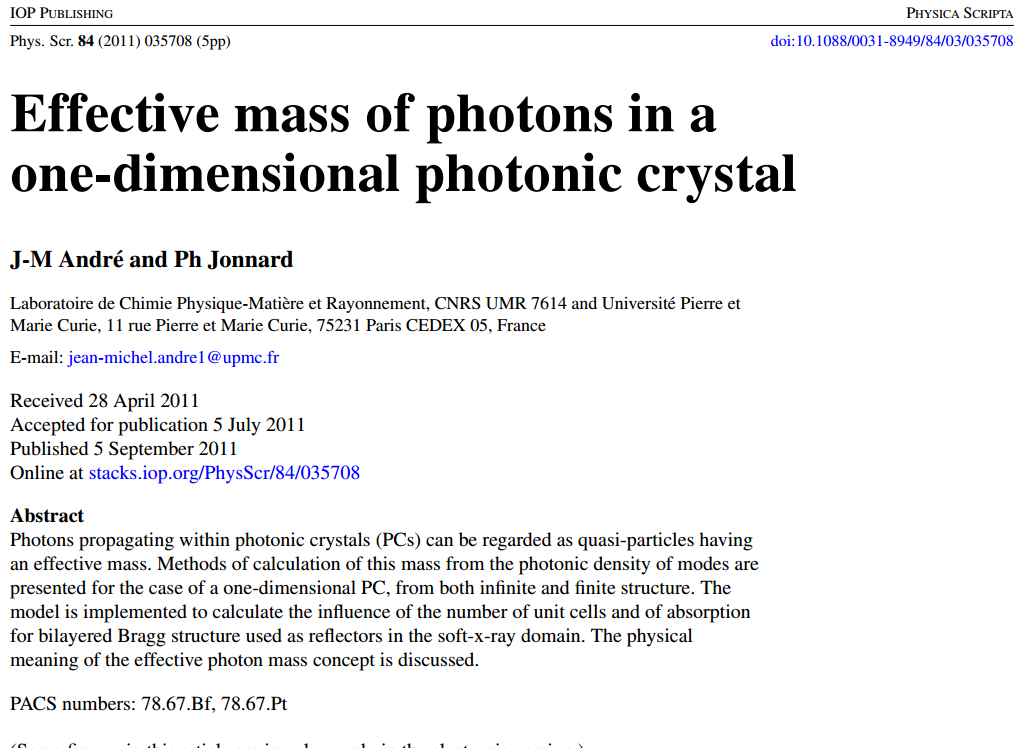 IOP PUBLISHING PHYSICA SCRIPTA
Phys. Scr. 84 (2011) 035708 (5pp) doi:10.1088/0031-8949/84/03/035708
Effective mass of photons in a
one-dimensional photonic crystal
J-M André and Ph Jonnard
Laboratoire de Chimie Physique-Matière et Rayonnement, CNRS UMR 7614 and Université Pierre et
Marie Curie, 11 rue Pierre et Marie Curie, 75231 Paris CEDEX 05, France
E-mail: jean-michel.andre1@upmc.fr
Received 28 April 2011
Accepted for publication 5 July 2011
Published 5 September 2011
Online at stacks.iop.org/PhysScr/84/035708
Abstract
Photons propagating within photonic crystals (PCs) can be regarded as quasi-particles having
an effective mass. Methods of calculation of this mass from the photonic density of modes are
presented for the case of a one-dimensional PC, from both infinite and finite structure. The
model is implemented to calculate the influence of the number of unit cells and of absorption
for bilayered Bragg structure used as reflectors in the soft-x-ray domain. The physical
meaning of the effective photon mass concept is discussed.
PACS numbers: 78.67.Bf, 78.67.Pt